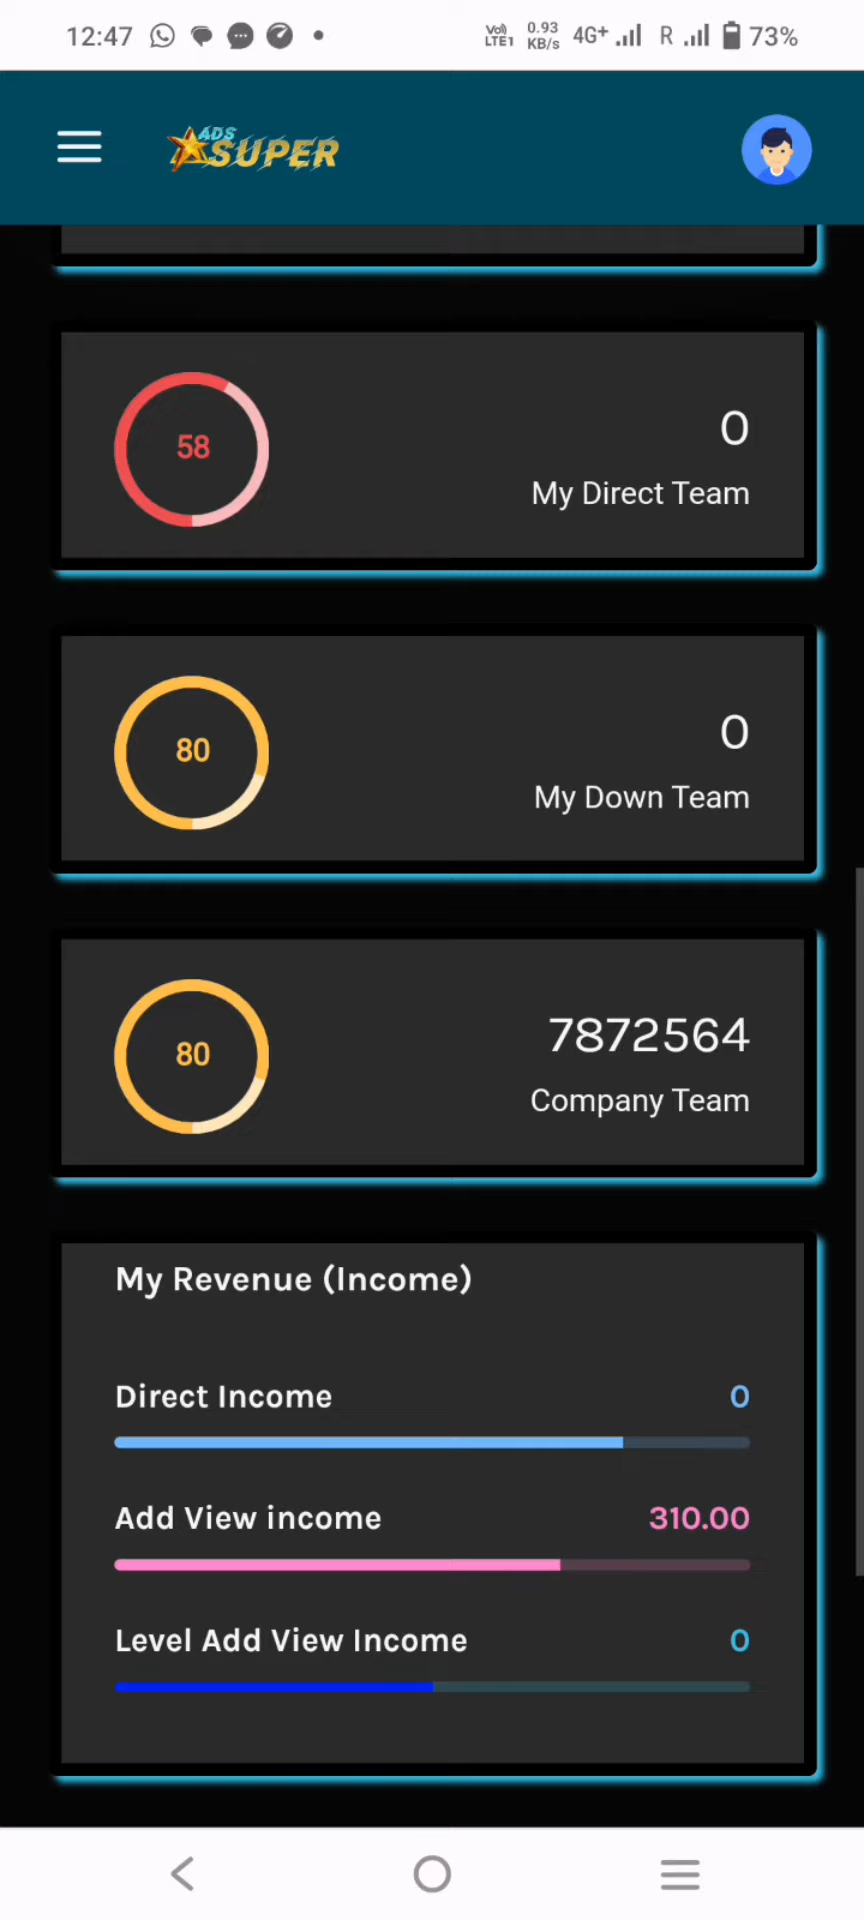 12:47 Vo) LTE1 0.93 KB/s 4G+ R 73%
ADS
SUPER
58
0
My Direct Team
80
0
My Down Team
80
7872564
Company Team
My Revenue (Income)
Direct Income 0
Add View income 310.00
Level Add View Income 0